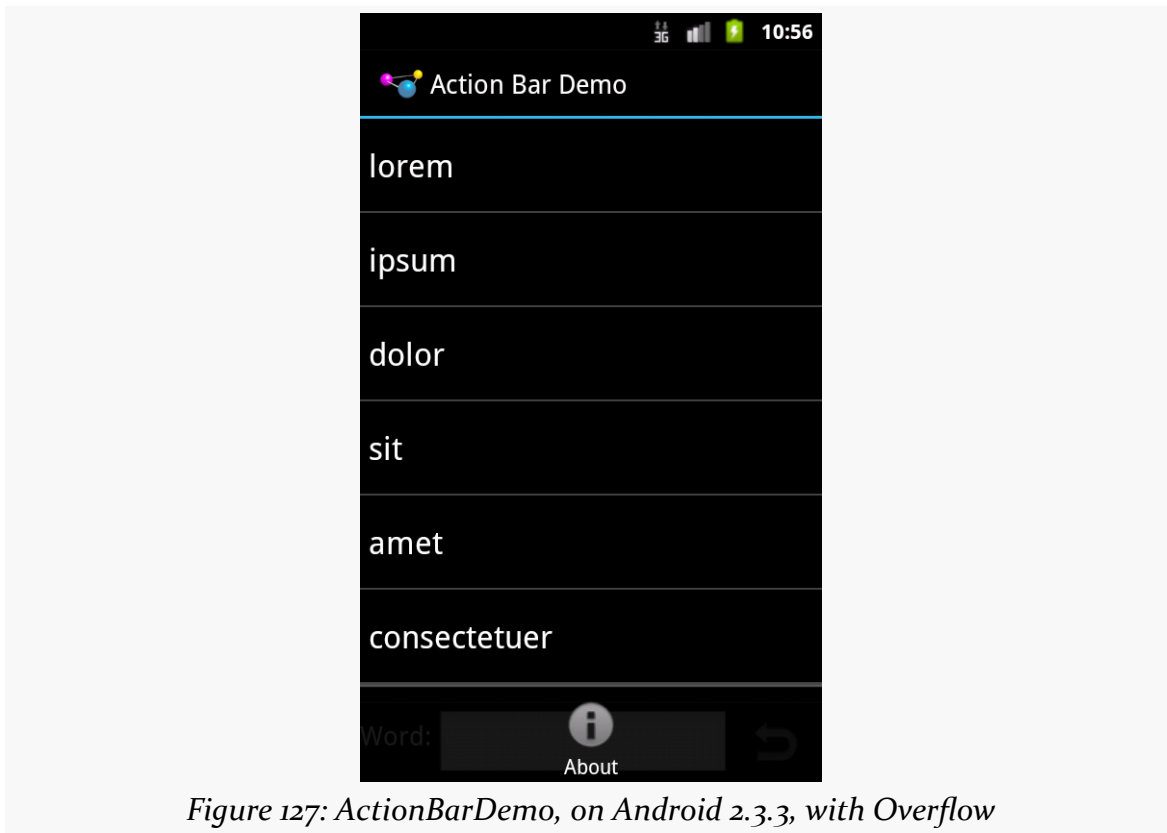 3G 10:56
Action Bar Demo
lorem
ipsum
dolor
sit
amet
consectetuer
Word:
About
Figure 127: ActionBarDemo, on Android 2.3.3, with Overflow